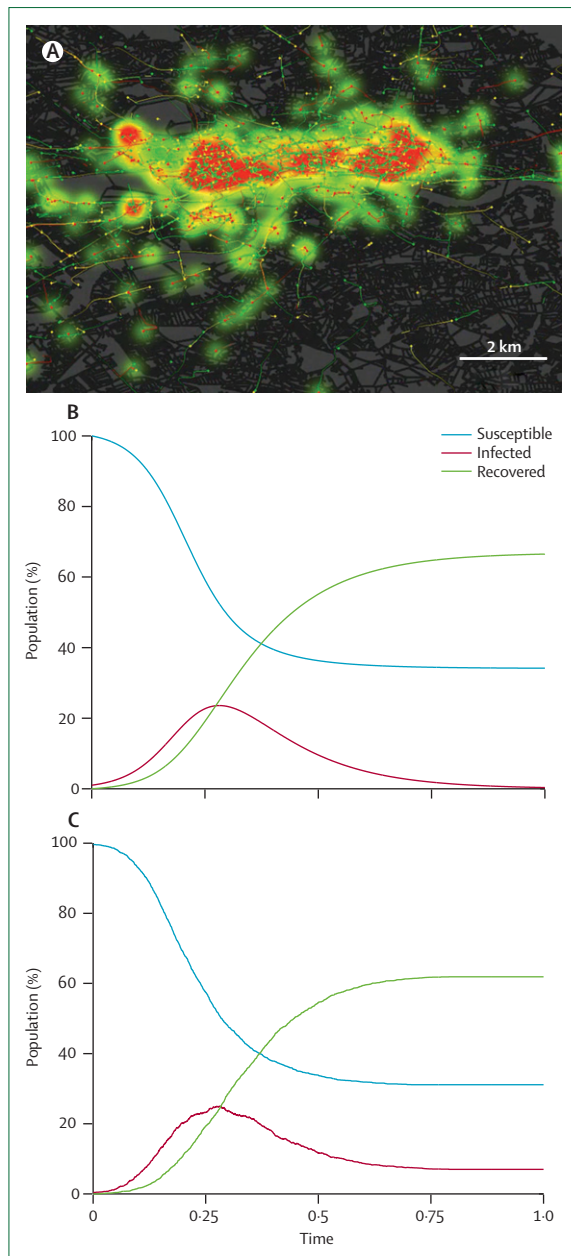 A
2 km
B
Susceptible
Infected
Recovered
100
80
60
40
20
0
Population (%)
C
100
80
60
40
20
0
Population (%)
0 0·25 0·5 0·75 1·0
Time